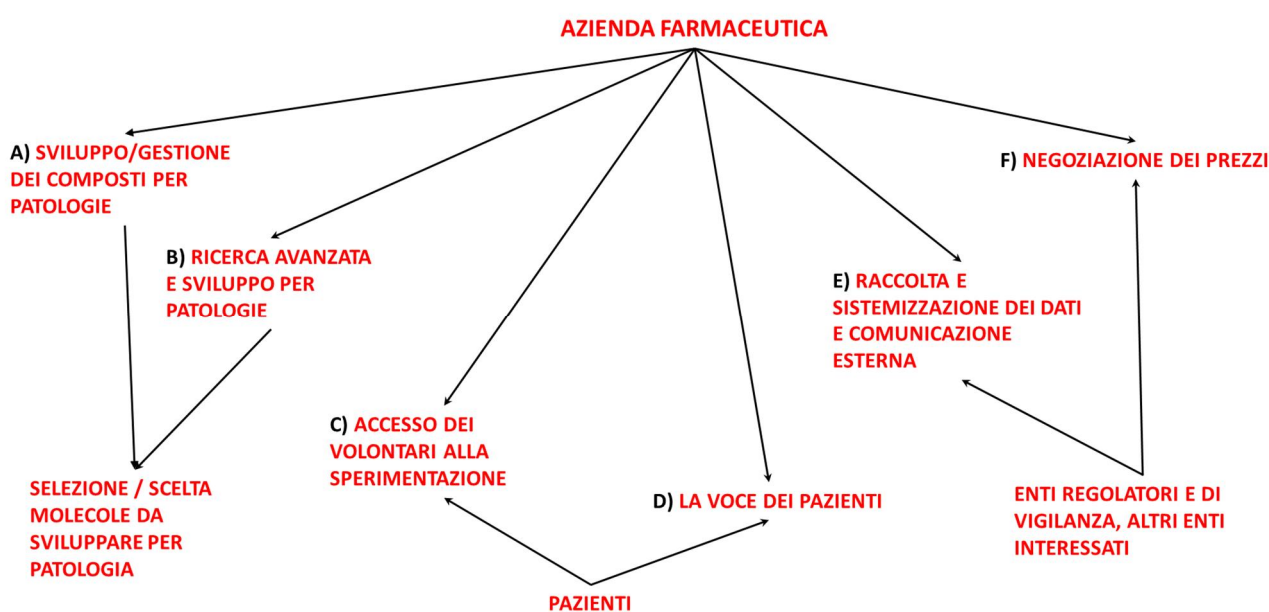 AZIENDA FARMACEUTICA
A) SVILUPPO/GESTIONE
DEI COMPOSTI PER
PATOLOGIE
F) NEGOZIAZIONE DEI PREZZI
B) RICERCA AVANZATA
E SVILUPPO PER
PATOLOGIE
E) RACCOLTA E
SISTEMIZZAZIONE DEI DATI
E COMUNICAZIONE
ESTERNA
C) ACCESSO DEI
VOLONTARI ALLA
SPERIMENTAZIONE
D) LA VOCE DEI PAZIENTI
SELEZIONE / SCELTA
MOLECOLE DA
SVILUPPARE PER
PATOLOGIA
ENTI REGOLATORI E DI
VIGILANZA, ALTRI ENTI
INTERESSATI
PAZIENTI